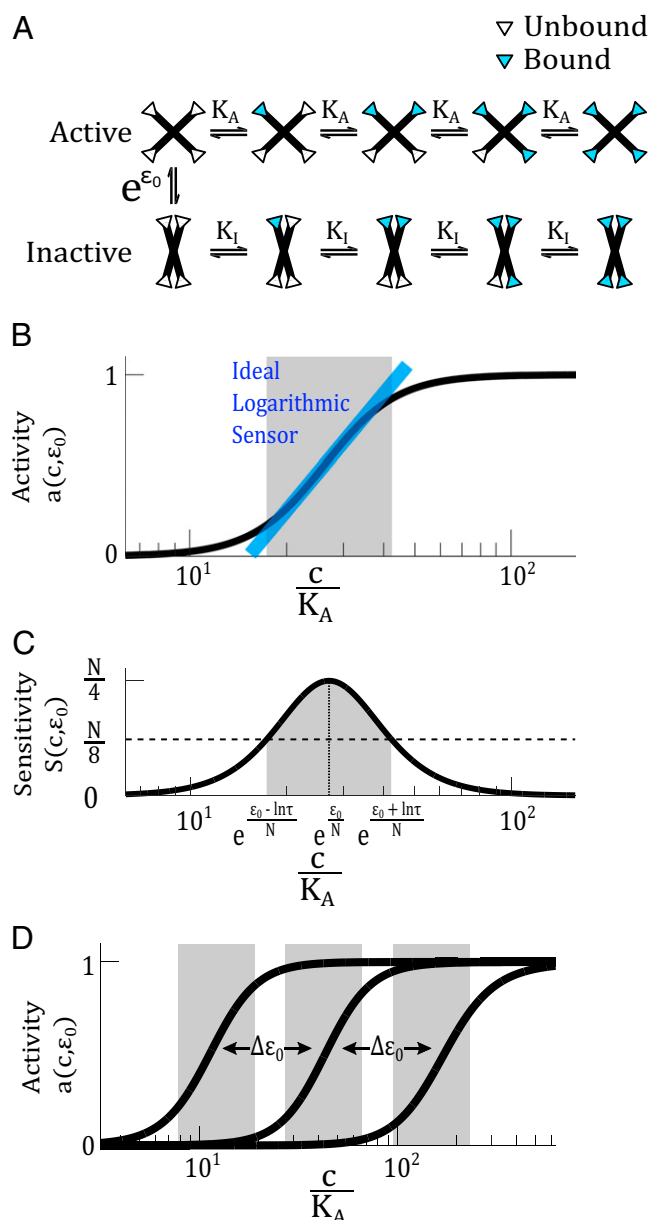 A
Unbound
Bound
K_A K_A K_A K_A
Active
e^ε₀
K_I K_I K_I K_I
Inactive
B
1
Ideal
Logarithmic
Sensor
Activity
a(c,ε₀)
0
10¹ 10²
c
K_A
C
N
4
N
8
Sensitivity
S(c,ε₀)
0
10¹ 10²
e^((ε₀ - lnτ)/N) e^(ε₀/N) e^((ε₀ + lnτ)/N)
c
K_A
D
1
Δε₀ Δε₀
Activity
a(c,ε₀)
0
10¹ 10²
c
K_A